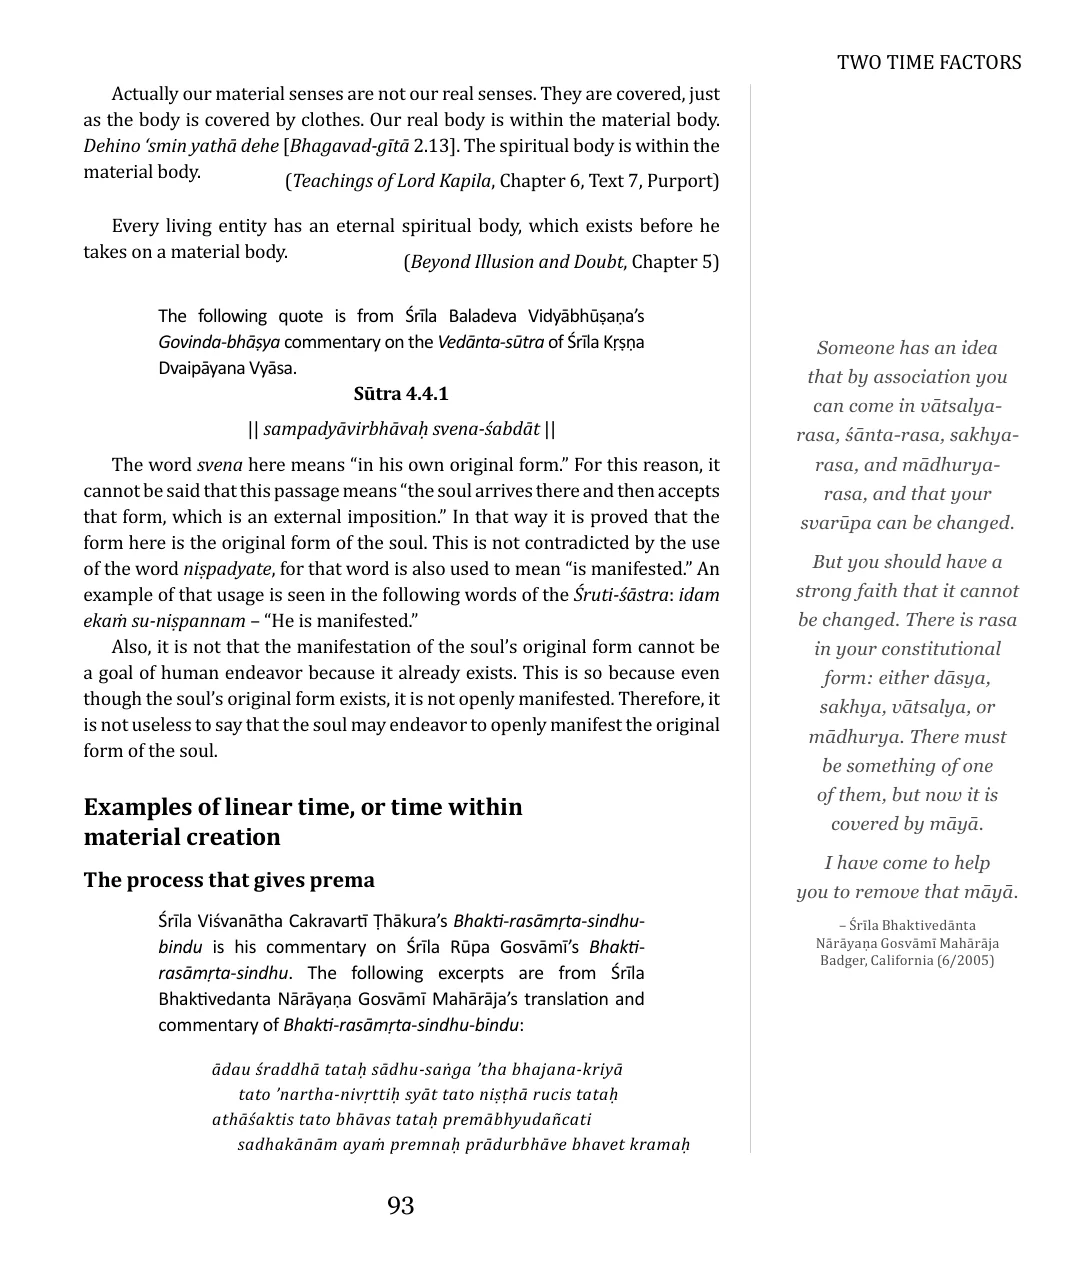 TWO TIME FACTORS
Actually our material senses are not our real senses. They are covered, just
as the body is covered by clothes. Our real body is within the material body.
Dehino ‘smin yathā dehe [Bhagavad-gītā 2.13]. The spiritual body is within the
material body.
(Teachings of Lord Kapila, Chapter 6, Text 7, Purport)
Every living entity has an eternal spiritual body, which exists before he
takes on a material body.
(Beyond Illusion and Doubt, Chapter 5)
The following quote is from Śrīla Baladeva Vidyābhūṣaṇa’s
Govinda-bhāṣya commentary on the Vedānta-sūtra of Śrīla Kṛṣṇa
Dvaipāyana Vyāsa.
Sūtra 4.4.1
|| sampadyāvirbhāvaḥ svena-śabdāt ||
The word svena here means “in his own original form.” For this reason, it
cannot be said that this passage means “the soul arrives there and then accepts
that form, which is an external imposition.” In that way it is proved that the
form here is the original form of the soul. This is not contradicted by the use
of the word niṣpadyate, for that word is also used to mean “is manifested.” An
example of that usage is seen in the following words of the Śruti-śāstra: idam
ekaṁ su-niṣpannam – “He is manifested.”
Also, it is not that the manifestation of the soul’s original form cannot be
a goal of human endeavor because it already exists. This is so because even
though the soul’s original form exists, it is not openly manifested. Therefore, it
is not useless to say that the soul may endeavor to openly manifest the original
form of the soul.
Examples of linear time, or time within
material creation
The process that gives prema
Śrīla Viśvanātha Cakravartī Ṭhākura’s Bhakti-rasāmṛta-sindhu-
bindu is his commentary on Śrīla Rūpa Gosvāmī’s Bhakti-
rasāmṛta-sindhu. The following excerpts are from Śrīla
Bhaktivedanta Nārāyaṇa Gosvāmī Mahārāja’s translation and
commentary of Bhakti-rasāmṛta-sindhu-bindu:
ādau śraddhā tataḥ sādhu-saṅga ’tha bhajana-kriyā
tato ’nartha-nivṛttiḥ syāt tato niṣṭhā rucis tataḥ
athāśaktis tato bhāvas tataḥ premābhyudañcati
sadhakānām ayaṁ premnaḥ prādurbhāve bhavet kramaḥ
Someone has an idea
that by association you
can come in vātsalya-
rasa, śānta-rasa, sakhya-
rasa, and mādhurya-
rasa, and that your
svarūpa can be changed.
But you should have a
strong faith that it cannot
be changed. There is rasa
in your constitutional
form: either dāsya,
sakhya, vātsalya, or
mādhurya. There must
be something of one
of them, but now it is
covered by māyā.
I have come to help
you to remove that māyā.
– Śrīla Bhaktivedānta
Nārāyaṇa Gosvāmī Mahārāja
Badger, California (6/2005)
93